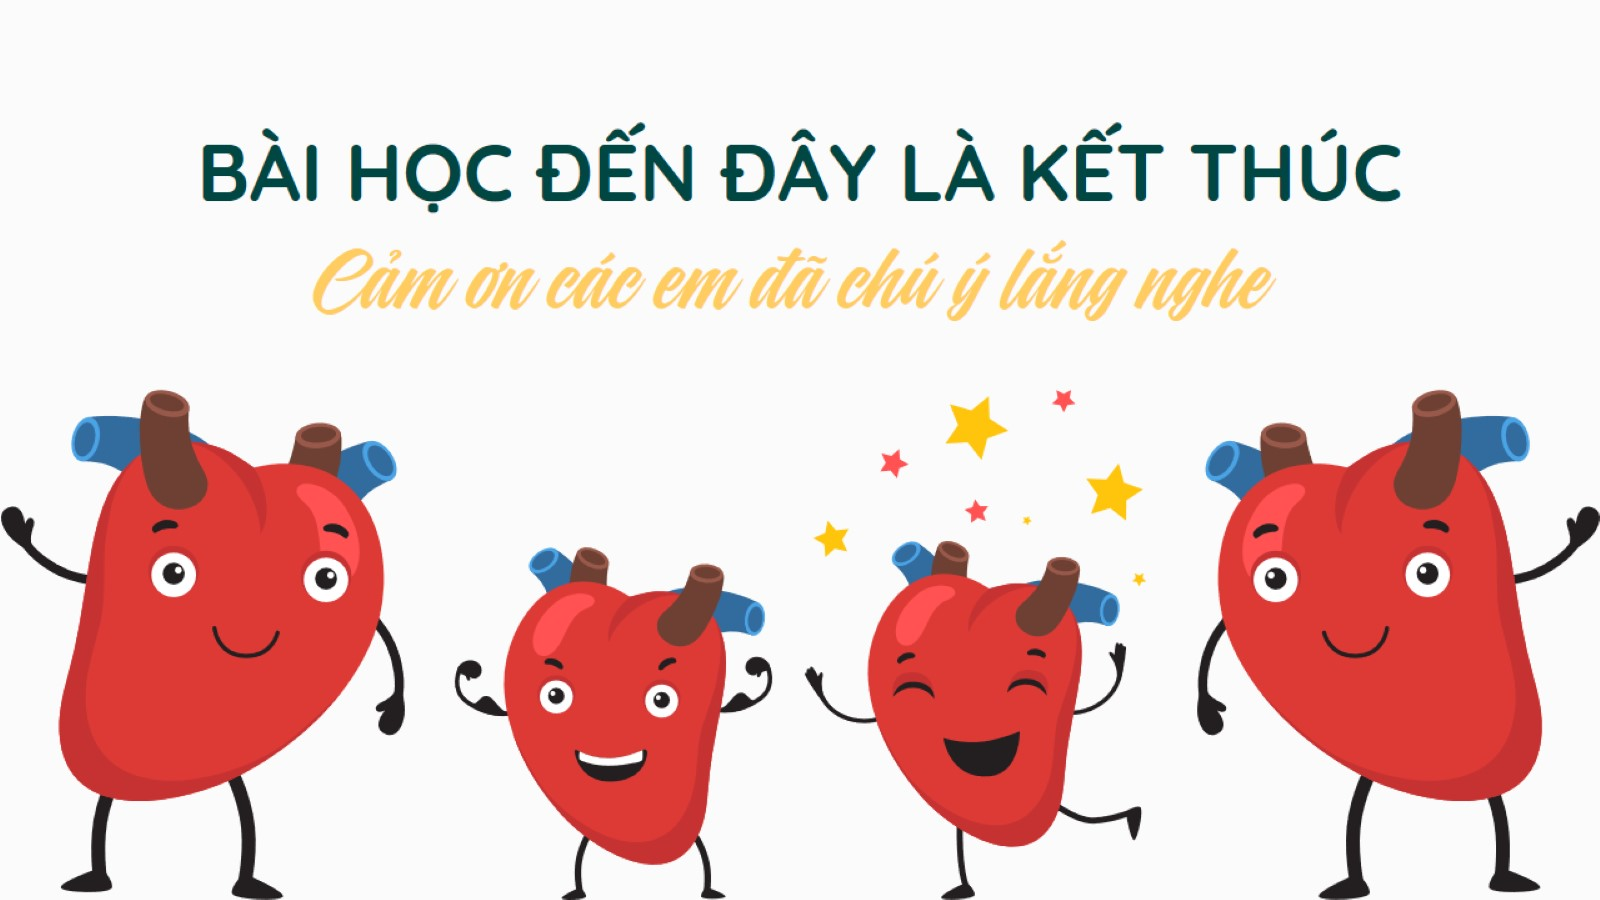 BÀI HỌC ĐẾN ĐÂY LÀ KẾT THÚC
Cảm ơn các em đã chú ý lắng nghe